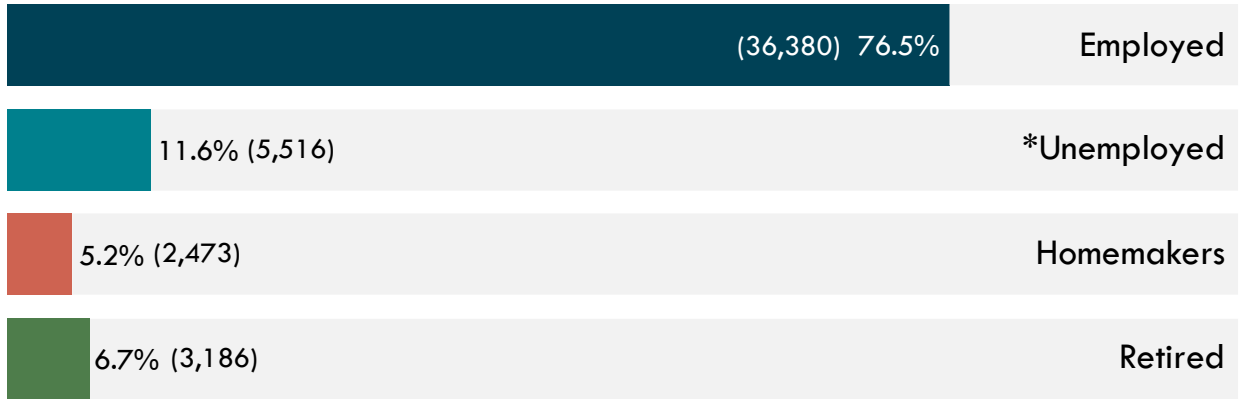 (36,380) 76.5% Employed
11.6% (5,516) *Unemployed
5.2% (2,473) Homemakers
6.7% (3,186) Retired